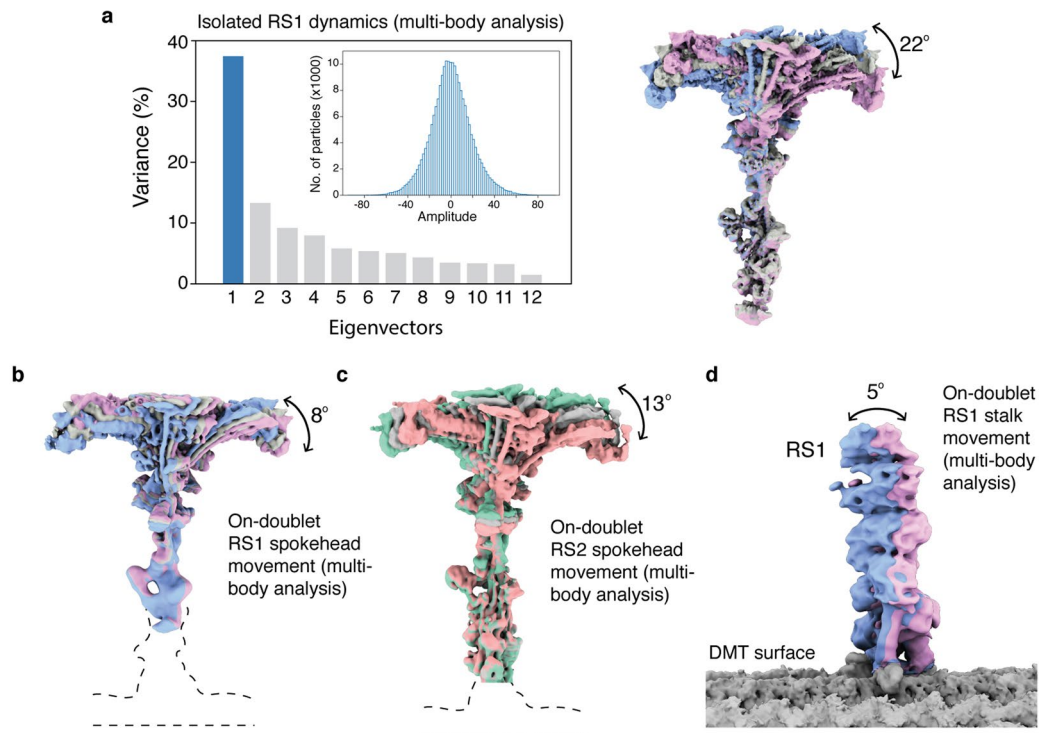 a
Isolated RS1 dynamics (multi-body analysis)
40
30
20
10
0
Variance (%)
1 2 3 4 5 6 7 8 9 10 11 12
Eigenvectors
10
8
6
4
2
0
No. of particles (x1000)
-80 -40 0 40 80
Amplitude
22°
b
8°
On-doublet
RS1 spokehead
movement (multi-
body analysis)
c
13°
On-doublet
RS2 spokehead
movement (multi-
body analysis)
d
5°
RS1
On-doublet
RS1 stalk
movement
(multi-body
analysis)
DMT surface